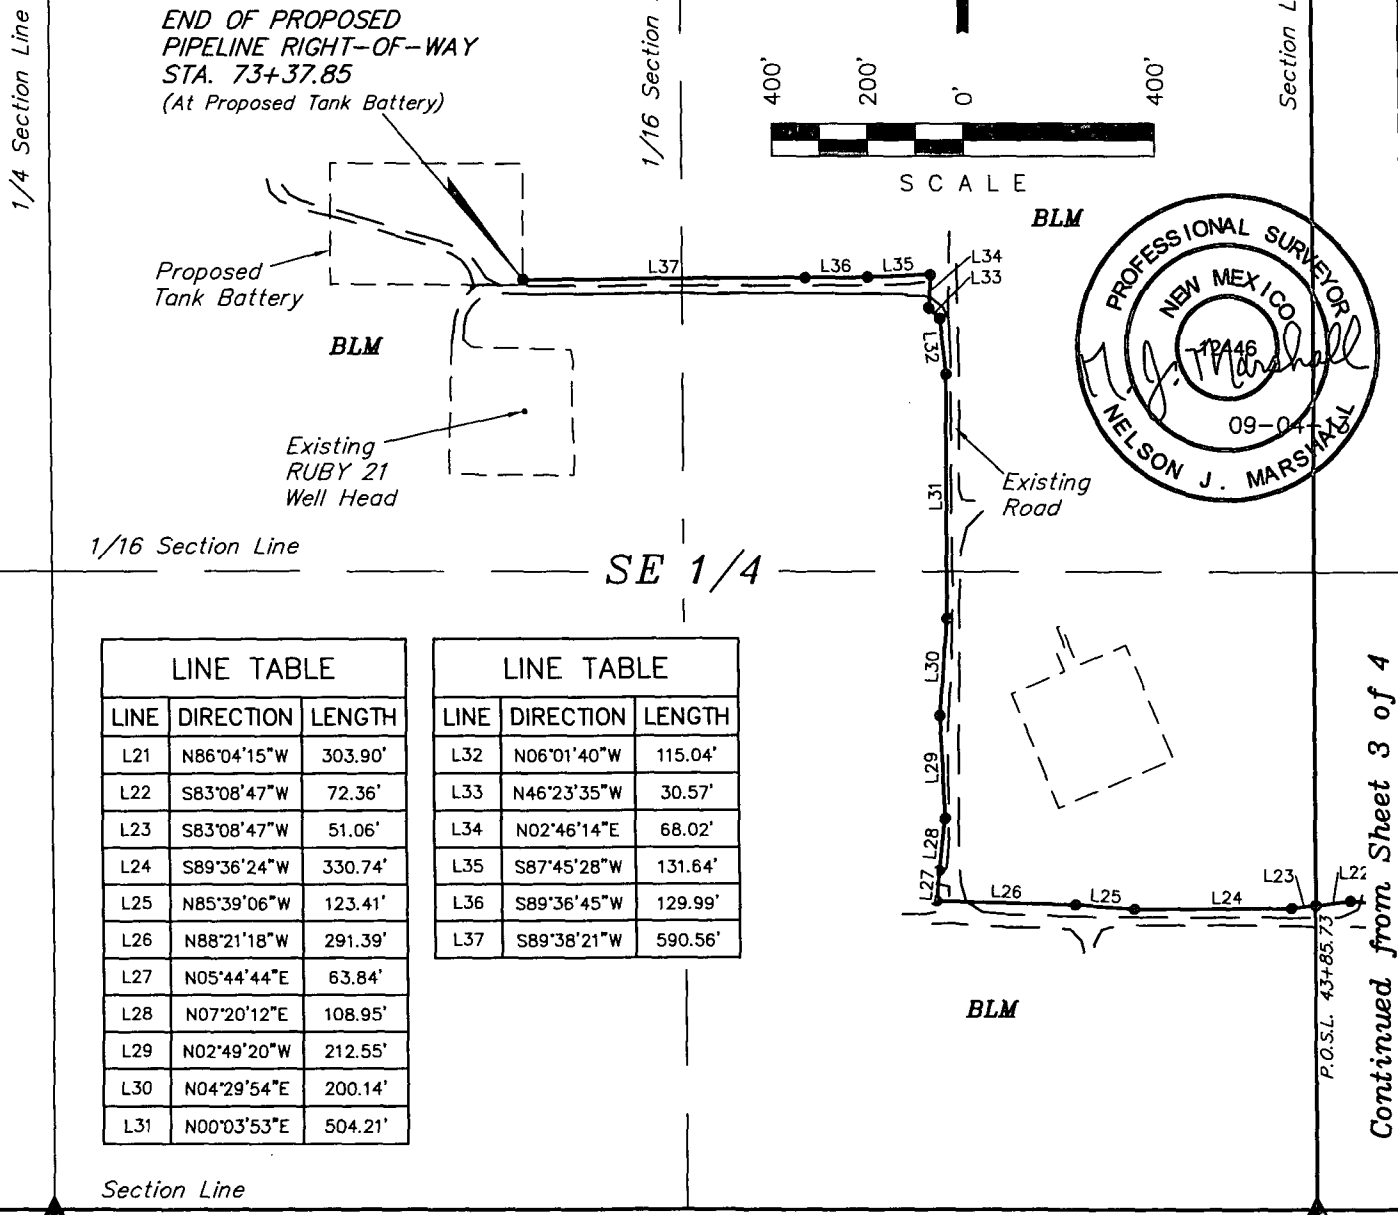 1/4 Section Line
END OF PROPOSED
PIPELINE RIGHT-OF-WAY
STA. 73+37.85
(At Proposed Tank Battery)
1/16 Section
400'
200'
0'
400'
SCALE
Section L
BLM
PROFESSIONAL SURVEYOR
NEW MEXICO
12446
N. J. Marshall
NELSON J. MARSHALL
Proposed
Tank Battery
L37
L36
L35
L34
L33
L32
BLM
Existing
RUBY 21
Well Head
L31
Existing
Road
1/16 Section Line
SE 1/4
L30
L29
L28
L27
L26
L25
L24
L23
L22
P.O.S.L. 43+85.73
Continued from Sheet 3 of 4
BLM
LINE TABLE
LINE DIRECTION LENGTH
L21 N86°04'15"W 303.90'
L22 S83°08'47"W 72.36'
L23 S83°08'47"W 51.06'
L24 S89°36'24"W 330.74'
L25 N85°39'06"W 123.41'
L26 N88°21'18"W 291.39'
L27 N05°44'44"E 63.84'
L28 N07°20'12"E 108.95'
L29 N02°49'20"W 212.55'
L30 N04°29'54"E 200.14'
L31 N00°03'53"E 504.21'
LINE TABLE
LINE DIRECTION LENGTH
L32 N06°01'40"W 115.04'
L33 N46°23'35"W 30.57'
L34 N02°46'14"E 68.02'
L35 S87°45'28"W 131.64'
L36 S89°36'45"W 129.99'
L37 S89°38'21"W 590.56'
Section Line